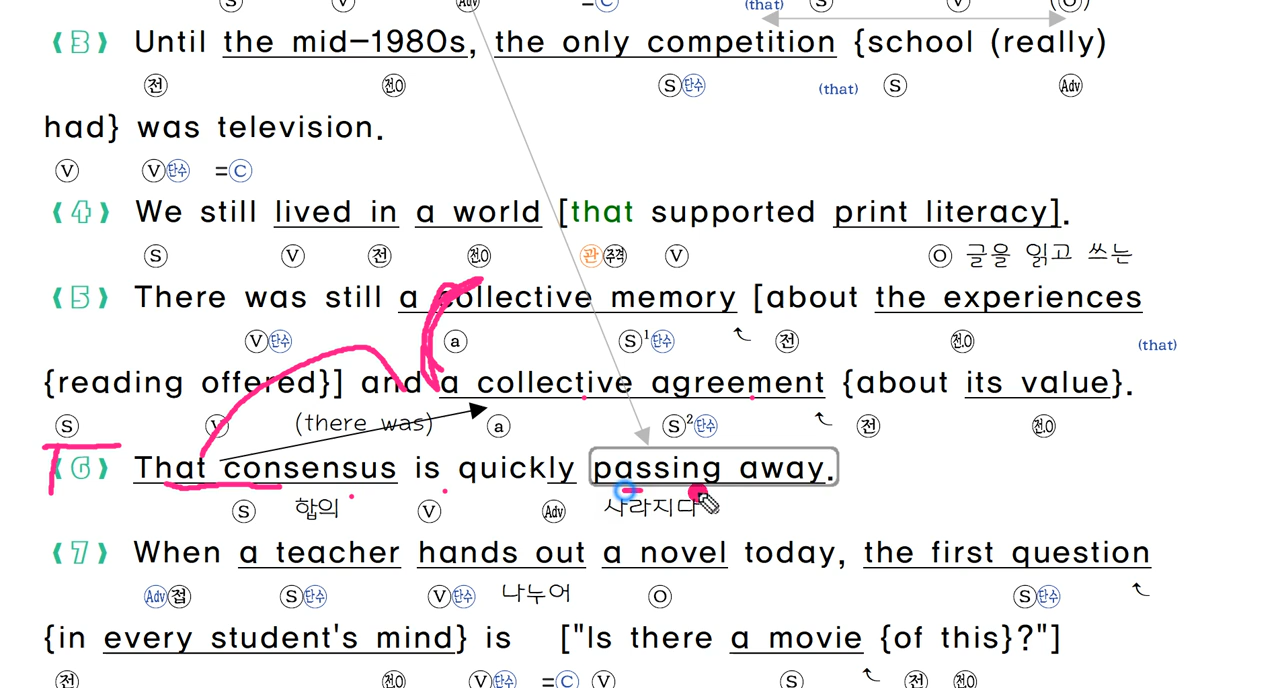 Ⓢ Ⓥ Adv =Ⓒ (that) Ⓢ Ⓥ (Ⓞ)
❪3❫ Until the mid-1980s, the only competition {school (really)
전 전.O Ⓢ단수 (that) Ⓢ Adv
had} was television.
Ⓥ Ⓥ단수 =Ⓒ
❪4❫ We still lived in a world [that supported print literacy].
Ⓢ Ⓥ 전 전.O 관주격 Ⓥ Ⓞ 글을 읽고 쓰는
❪5❫ There was still a collective memory [about the experiences
Ⓥ단수 ⓐ Ⓢ¹단수 전 전.O (that)
{reading offered}] and a collective agreement {about its value}.
Ⓢ Ⓥ (there was) ⓐ Ⓢ²단수 전 전.O
❪6❫ That consensus is quickly passing away.
Ⓢ 합의 Ⓥ Adv 사라지다
❪7❫ When a teacher hands out a novel today, the first question
Adv접 Ⓢ단수 Ⓥ단수 나누어 Ⓞ Ⓢ단수
{in every student's mind} is ["Is there a movie {of this}?"]
전 전.O Ⓥ단수 =Ⓒ Ⓥ Ⓢ 전 전.O